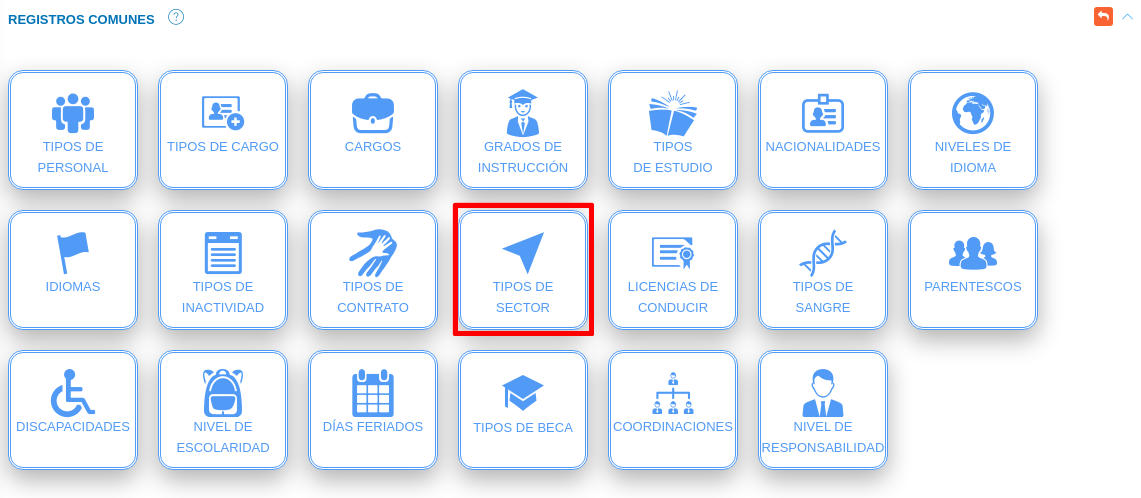 REGISTROS COMUNES ?
TIPOS DE
PERSONAL
TIPOS DE CARGO
CARGOS
GRADOS DE
INSTRUCCIÓN
TIPOS
DE ESTUDIO
NACIONALIDADES
NIVELES DE
IDIOMA
IDIOMAS
TIPOS DE
INACTIVIDAD
TIPOS DE
CONTRATO
TIPOS DE
SECTOR
LICENCIAS DE
CONDUCIR
TIPOS DE
SANGRE
PARENTESCOS
DISCAPACIDADES
NIVEL DE
ESCOLARIDAD
DÍAS FERIADOS
TIPOS DE BECA
COORDINACIONES
NIVEL DE
RESPONSABILIDAD